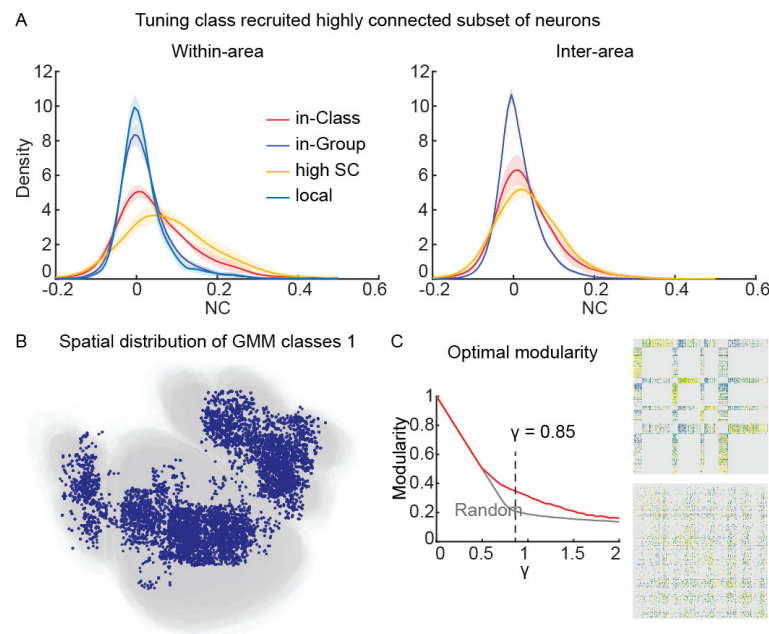 A
Tuning class recruited highly connected subset of neurons
Within-area
Density
12
10
8
6
4
2
0
-0.2 0 0.2 0.4 0.6
NC
in-Class
in-Group
high SC
local
Inter-area
12
10
8
6
4
2
0
-0.2 0 0.2 0.4 0.6
NC
B Spatial distribution of GMM classes 1
C Optimal modularity
Modularity
1
0.8
0.6
0.4
0.2
0
γ = 0.85
Random
0 0.5 1 1.5 2
γ